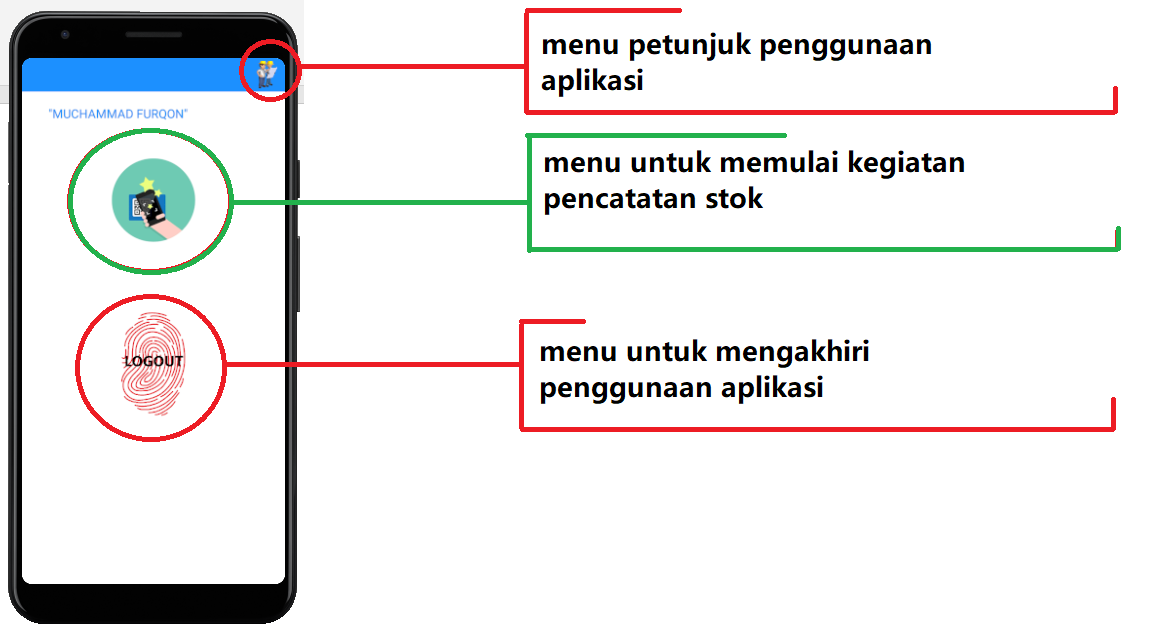 menu petunjuk penggunaan
aplikasi
"MUCHAMMAD FURQON"
menu untuk memulai kegiatan
pencatatan stok
LOGOUT
menu untuk mengakhiri
penggunaan aplikasi